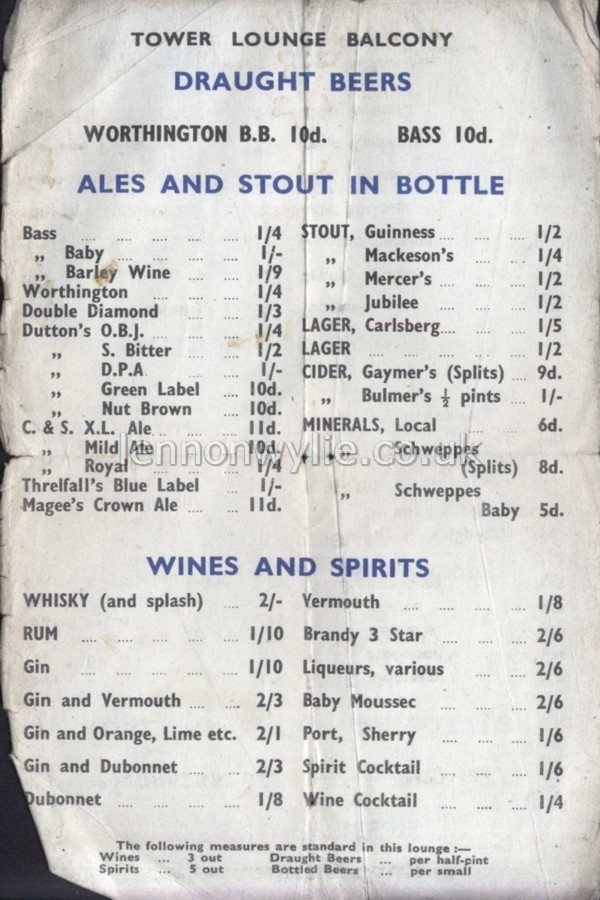 TOWER LOUNGE BALCONY
DRAUGHT BEERS
WORTHINGTON B.B. 10d. BASS 10d.
ALES AND STOUT IN BOTTLE
Bass .... .... .... .... 1/4
„ Baby .... .... .... 1/-
„ Barley Wine .... .... 1/9
Worthington .... .... .... 1/4
Double Diamond .... .... 1/3
Dutton's O.B.J. .... .... 1/4
„ S. Bitter .... .... 1/2
„ D.P.A .... .... 1/-
„ Green Label .... 10d.
„ Nut Brown .... 10d.
C. & S. X.L. Ale .... .... 11d.
„ Mild Ale .... 10d.
„ Royal .... .... 1/4
Threlfall's Blue Label .... 1/-
Magee's Crown Ale .... .... 11d.
STOUT, Guinness .... .... .... 1/2
„ Mackeson's .... .... 1/4
„ Mercer's .... .... 1/2
„ Jubilee .... .... 1/2
LAGER, Carlsberg .... .... .... 1/5
LAGER .... .... .... .... 1/2
CIDER, Gaymer's (Splits) .... 9d.
„ Bulmer's ½ pints .... 1/-
MINERALS, Local .... .... 6d.
„ Schweppes
(Splits) 8d.
„ Schweppes
Baby 5d.
lennonwylie.co.uk
WINES AND SPIRITS
WHISKY (and splash) .... 2/-
RUM .... .... .... .... 1/10
Gin .... .... .... .... 1/10
Gin and Vermouth .... .... 2/3
Gin and Orange, Lime etc. 2/1
Gin and Dubonnet .... .... 2/3
Dubonnet .... .... .... 1/8
Vermouth .... .... .... 1/8
Brandy 3 Star .... .... 2/6
Liqueurs, various .... .... 2/6
Baby Moussec .... .... 2/6
Port, Sherry .... .... 1/6
Spirit Cocktail .... .... 1/6
Wine Cocktail .... .... 1/4
The following measures are standard in this lounge :—
Wines ... 3 out Draught Beers ... per half-pint
Spirits ... 5 out Bottled Beers ... per small